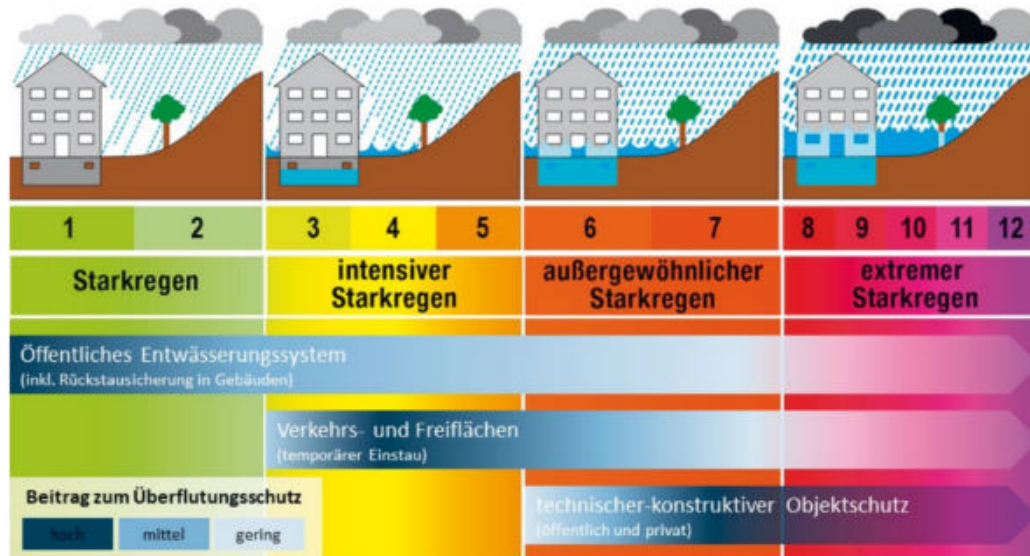 1 2 3 4 5 6 7 8 9 10 11 12
Starkregen
intensiver
Starkregen
außergewöhnlicher
Starkregen
extremer
Starkregen
Öffentliches Entwässerungssystem
(inkl. Rückstausicherung in Gebäuden)
Verkehrs- und Freiflächen
(temporärer Einstau)
technischer-konstruktiver Objektschutz
(öffentlich und privat)
Beitrag zum Überflutungsschutz
hoch mittel gering